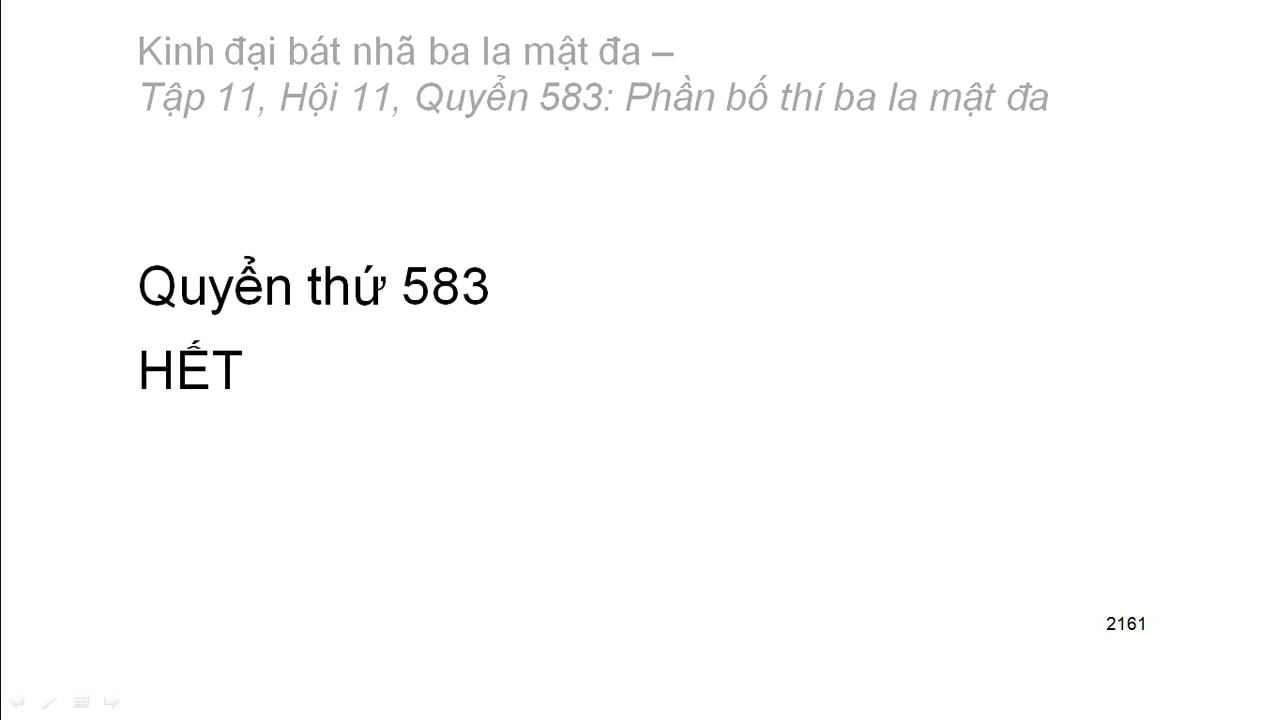 Kinh đại bát nhã ba la mật đa –
Tập 11, Hội 11, Quyển 583: Phần bố thí ba la mật đa
Quyển thứ 583
HẾT
2161